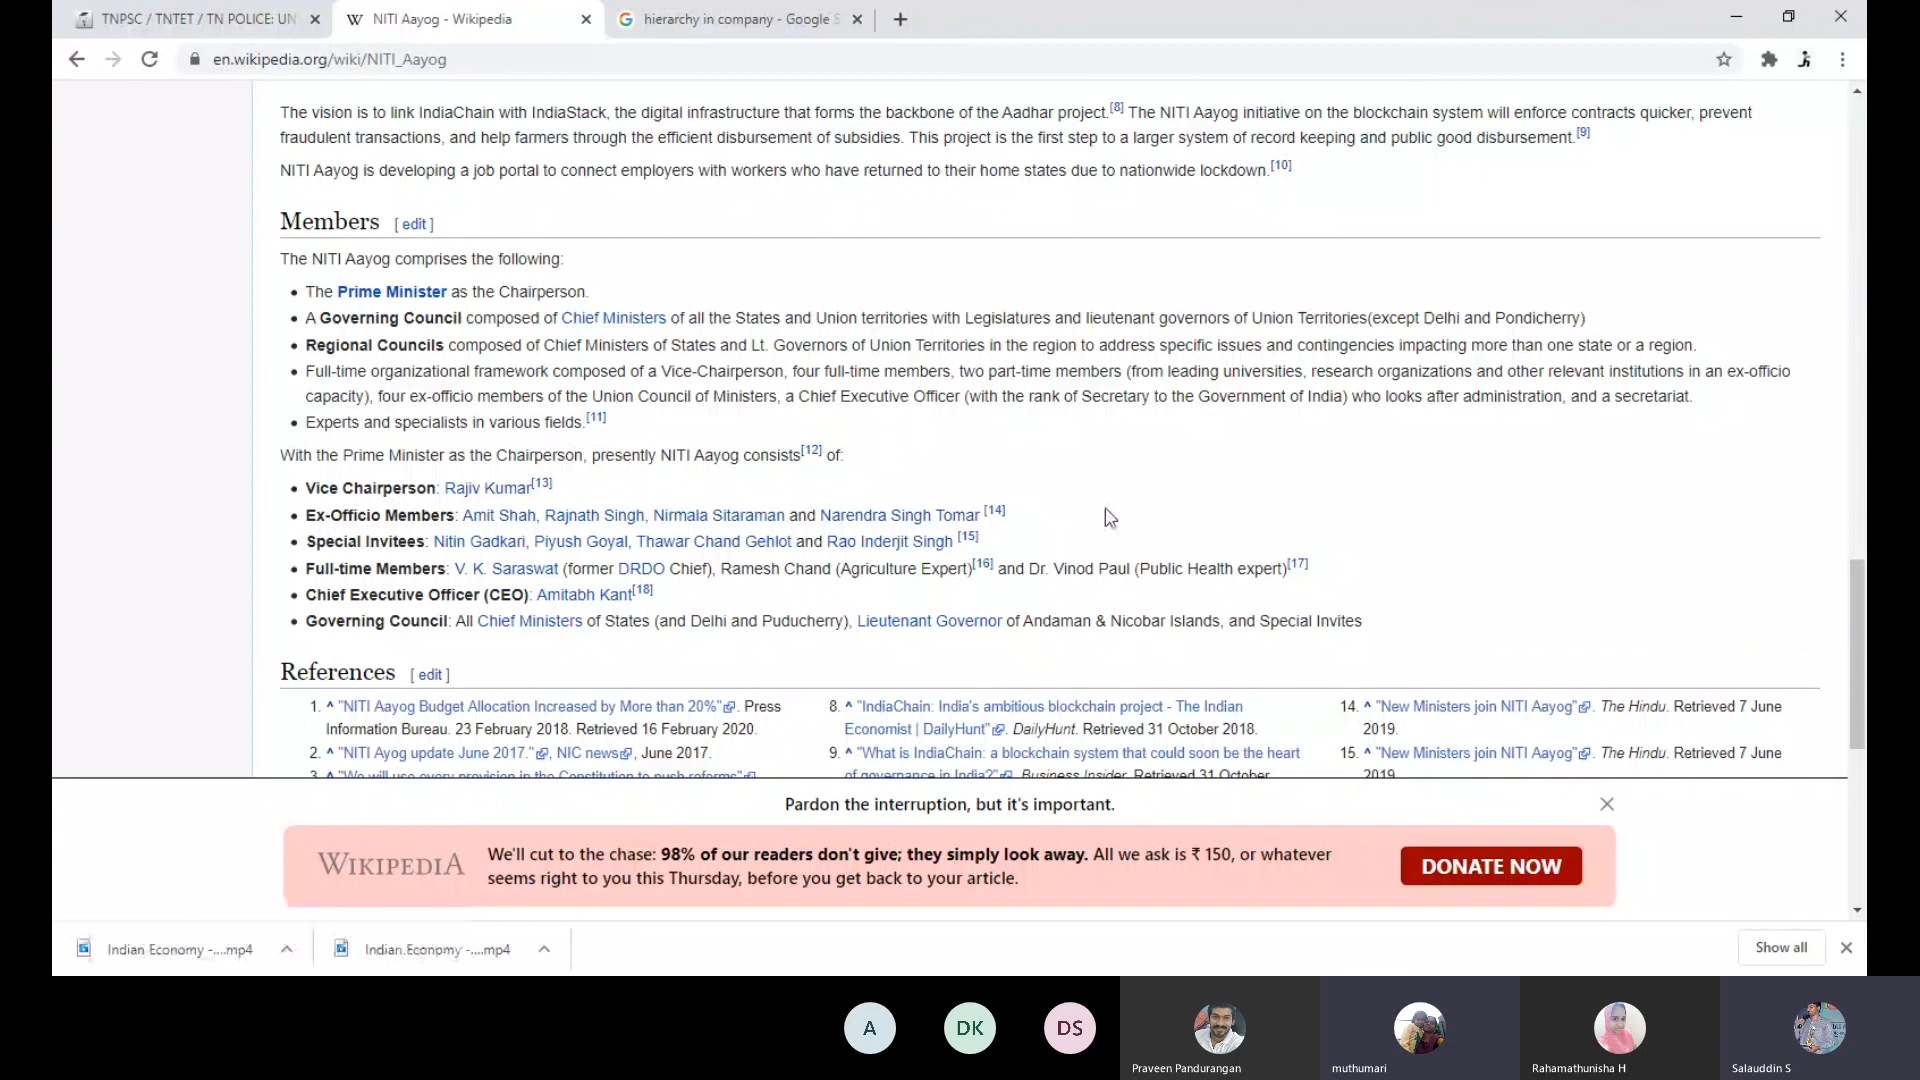 TNPSC / TNTET / TN POLICE: UN
NITI Aayog - Wikipedia
hierarchy in company - Google S
en.wikipedia.org/wiki/NITI_Aayog
The vision is to link IndiaChain with IndiaStack, the digital infrastructure that forms the backbone of the Aadhar project.[8] The NITI Aayog initiative on the blockchain system will enforce contracts quicker, prevent
fraudulent transactions, and help farmers through the efficient disbursement of subsidies. This project is the first step to a larger system of record keeping and public good disbursement.[9]
NITI Aayog is developing a job portal to connect employers with workers who have returned to their home states due to nationwide lockdown.[10]
Members [ edit ]
The NITI Aayog comprises the following:
• The Prime Minister as the Chairperson.
• A Governing Council composed of Chief Ministers of all the States and Union territories with Legislatures and lieutenant governors of Union Territories(except Delhi and Pondicherry)
• Regional Councils composed of Chief Ministers of States and Lt. Governors of Union Territories in the region to address specific issues and contingencies impacting more than one state or a region.
• Full-time organizational framework composed of a Vice-Chairperson, four full-time members, two part-time members (from leading universities, research organizations and other relevant institutions in an ex-officio
capacity), four ex-officio members of the Union Council of Ministers, a Chief Executive Officer (with the rank of Secretary to the Government of India) who looks after administration, and a secretariat.
• Experts and specialists in various fields.[11]
With the Prime Minister as the Chairperson, presently NITI Aayog consists[12] of:
• Vice Chairperson: Rajiv Kumar[13]
• Ex-Officio Members: Amit Shah, Rajnath Singh, Nirmala Sitaraman and Narendra Singh Tomar [14]
• Special Invitees: Nitin Gadkari, Piyush Goyal, Thawar Chand Gehlot and Rao Inderjit Singh [15]
• Full-time Members: V. K. Saraswat (former DRDO Chief), Ramesh Chand (Agriculture Expert)[16] and Dr. Vinod Paul (Public Health expert)[17]
• Chief Executive Officer (CEO): Amitabh Kant[18]
• Governing Council: All Chief Ministers of States (and Delhi and Puducherry), Lieutenant Governor of Andaman & Nicobar Islands, and Special Invites
References [ edit ]
1. ^ "NITI Aayog Budget Allocation Increased by More than 20%". Press
Information Bureau. 23 February 2018. Retrieved 16 February 2020.
2. ^ "NITI Ayog update June 2017.", NIC news, June 2017.
3. ^ "We will use every provision in the Constitution to push reforms"
8. ^ "IndiaChain: India's ambitious blockchain project - The Indian
Economist | DailyHunt". DailyHunt. Retrieved 31 October 2018.
9. ^ "What is IndiaChain: a blockchain system that could soon be the heart
of governance in India?". Business Insider. Retrieved 31 October
14. ^ "New Ministers join NITI Aayog". The Hindu. Retrieved 7 June
2019.
15. ^ "New Ministers join NITI Aayog". The Hindu. Retrieved 7 June
2019
Pardon the interruption, but it's important.
WIKIPEDIA
We'll cut to the chase: 98% of our readers don't give; they simply look away. All we ask is ₹ 150, or whatever
seems right to you this Thursday, before you get back to your article.
DONATE NOW
Indian Economy -....mp4
Indian Economy -....mp4
Show all
A
DK
DS
Praveen Pandurangan
muthumari
Rahamathunisha H
Salauddin S